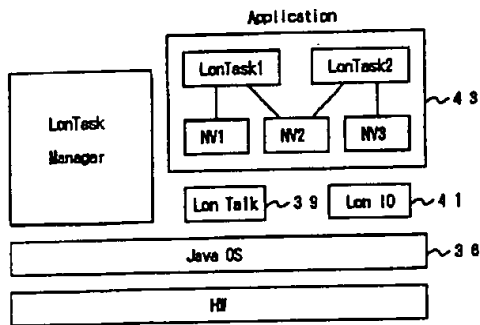 Application
LonTask1 LonTask2
LonTask
Manager
NV1 NV2 NV3
43
Lon Talk 39 Lon IO 41
Java OS 36
HW